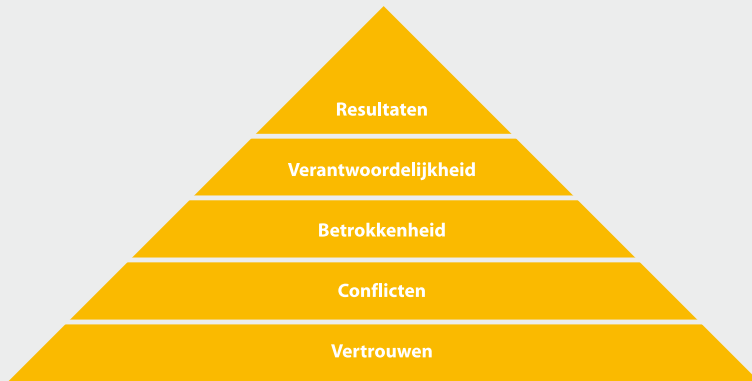 Resultaten
Verantwoordelijkheid
Betrokkenheid
Conflicten
Vertrouwen